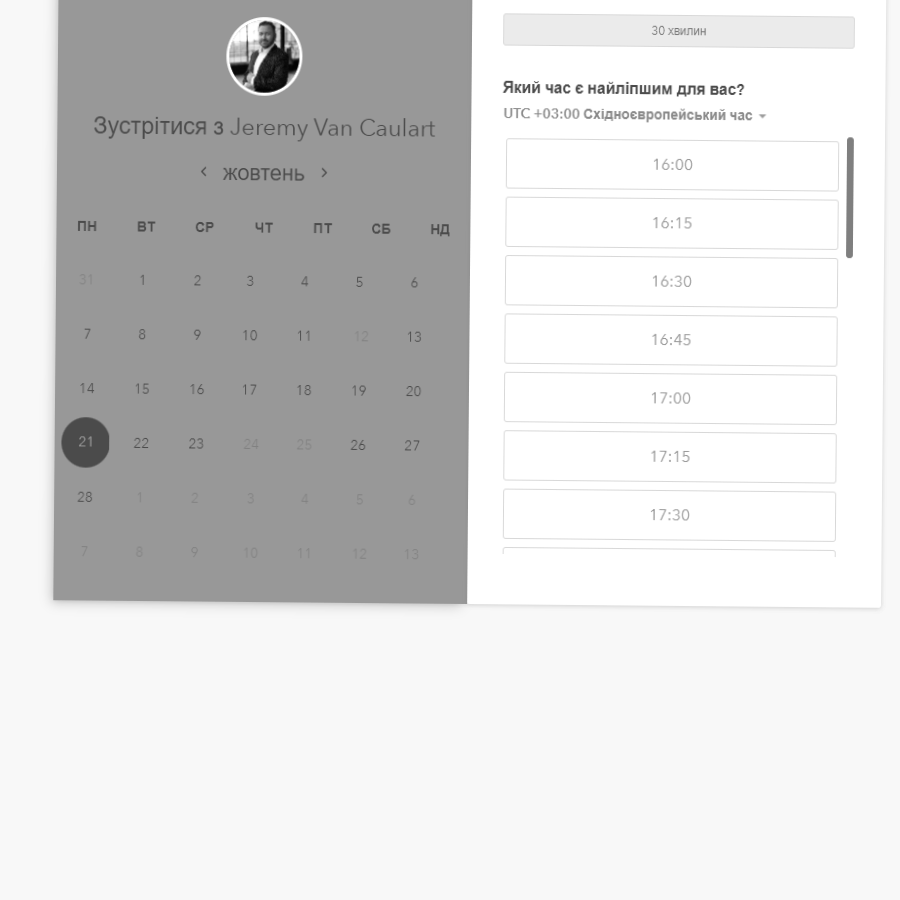 Зустрітися з Jeremy Van Caulart
жовтень
ПН ВТ СР ЧТ ПТ СБ НД
31 1 2 3 4 5 6
7 8 9 10 11 12 13
14 15 16 17 18 19 20
21 22 23 24 25 26 27
28 1 2 3 4 5 6
7 8 9 10 11 12 13
30 хвилин
Який час є найліпшим для вас?
UTC +03:00 Східноєвропейський час
16:00
16:15
16:30
16:45
17:00
17:15
17:30